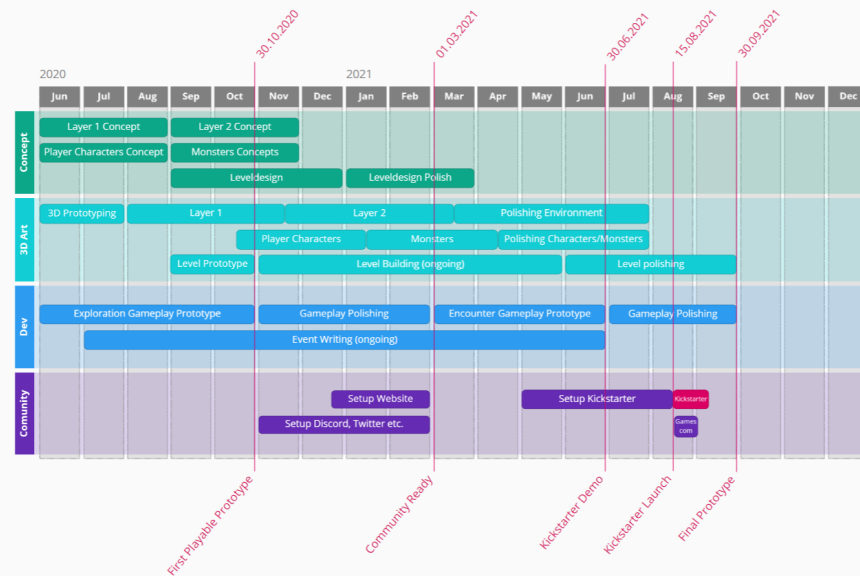 30.10.2020
01.03.2021
30.06.2021
15.08.2021
30.09.2021
2020
2021
Jun
Jul
Aug
Sep
Oct
Nov
Dec
Jan
Feb
Mar
Apr
May
Jun
Jul
Aug
Sep
Oct
Nov
Dec
Concept
Layer 1 Concept
Layer 2 Concept
Player Characters Concept
Monsters Concepts
Leveldesign
Leveldesign Polish
3D Art
3D Prototyping
Layer 1
Layer 2
Polishing Environment
Player Characters
Monsters
Polishing Characters/Monsters
Level Prototype
Level Building (ongoing)
Level polishing
Dev
Exploration Gameplay Prototype
Gameplay Polishing
Encounter Gameplay Prototype
Gameplay Polishing
Event Writing (ongoing)
Comunity
Setup Website
Setup Kickstarter
Kickstarter
Setup Discord, Twitter etc.
Games
com
First Playable Prototype
Community Ready
Kickstarter Demo
Kickstarter Launch
Final Prototype